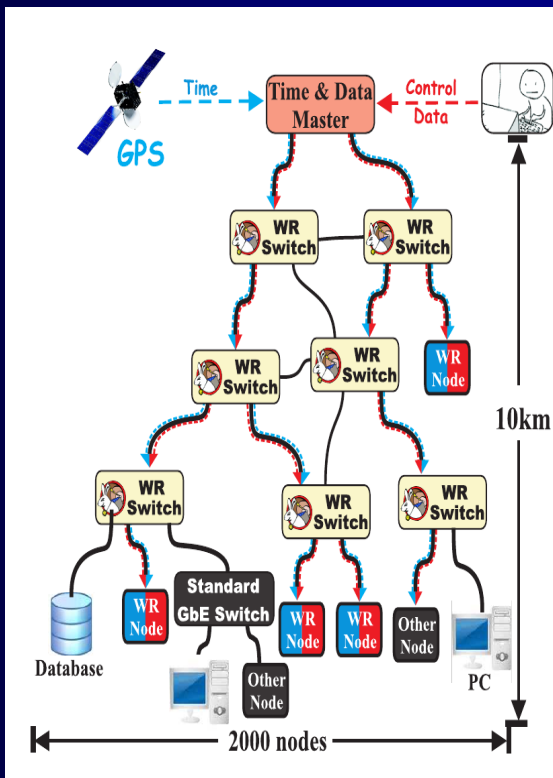 Time
Time & Data
Master
Control
Data
GPS
WR
Switch
WR
Switch
WR
Switch
WR
Switch
WR
Node
10km
WR
Switch
WR
Switch
WR
Switch
Database
WR
Node
Standard
GbE Switch
WR
Node
WR
Node
Other
Node
PC
Other
Node
2000 nodes